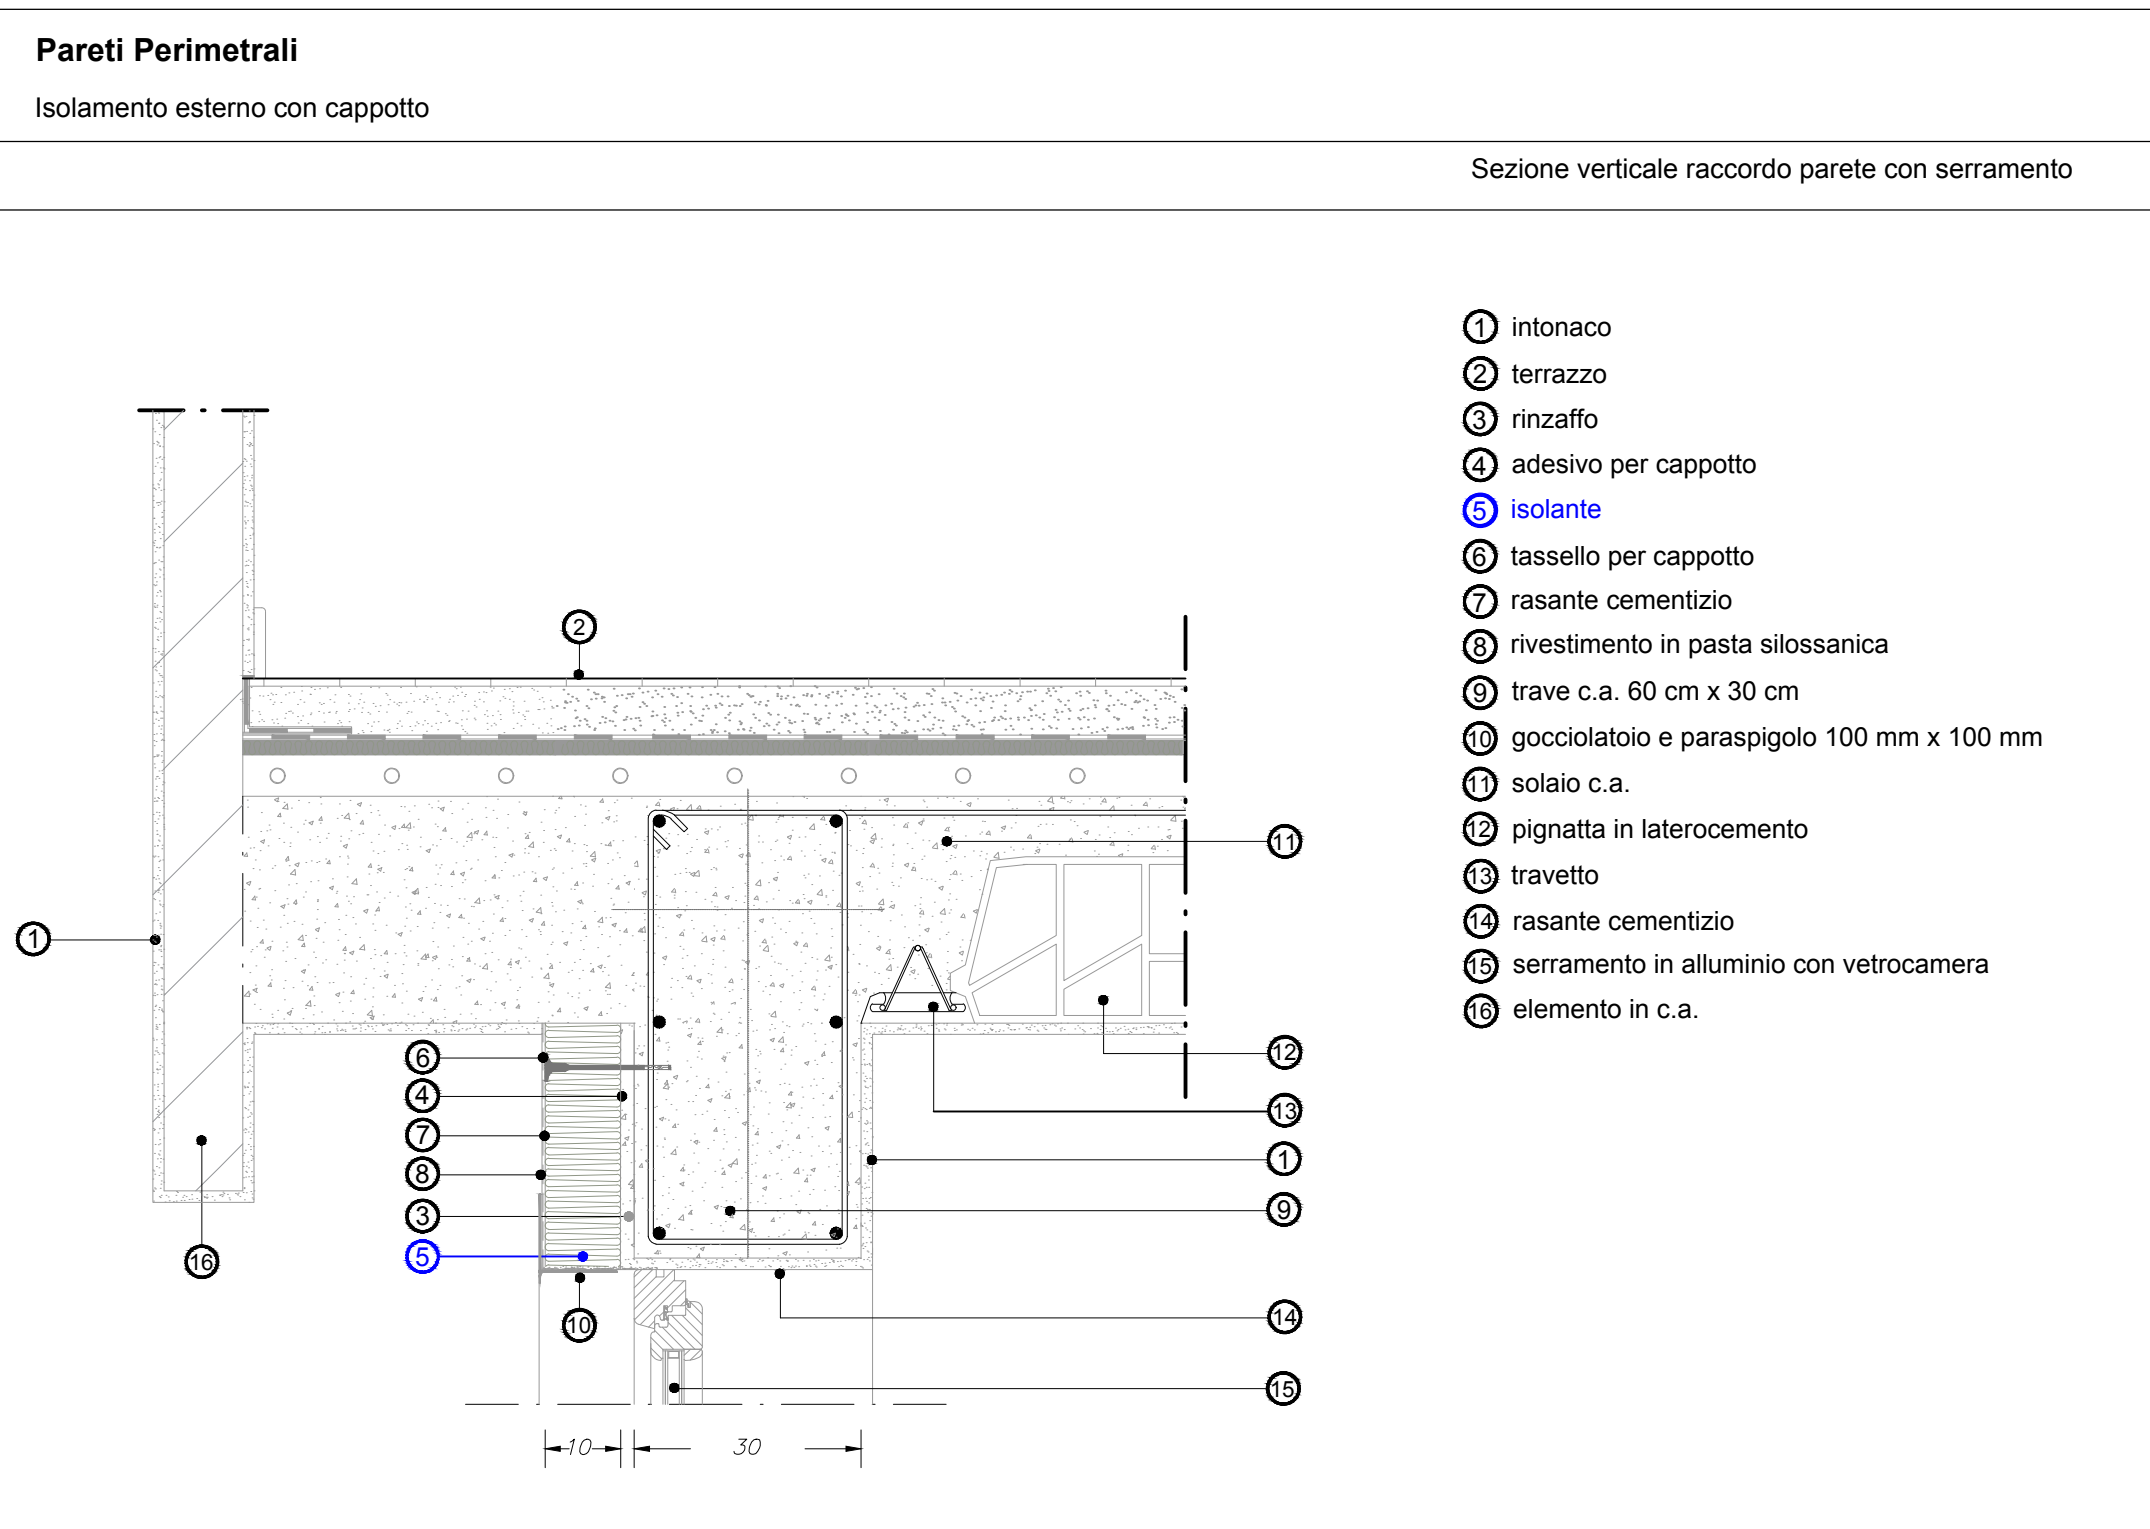 Pareti Perimetrali
Isolamento esterno con cappotto
Sezione verticale raccordo parete con serramento
1 intonaco
2 terrazzo
3 rinzaffo
4 adesivo per cappotto
5 isolante
6 tassello per cappotto
7 rasante cementizio
8 rivestimento in pasta silossanica
9 trave c.a. 60 cm x 30 cm
10 gocciolatoio e paraspigolo 100 mm x 100 mm
11 solaio c.a.
12 pignatta in laterocemento
13 travetto
14 rasante cementizio
15 serramento in alluminio con vetrocamera
16 elemento in c.a.
2
11
1
6
12
4
13
7
1
8
9
3
5
16
10
14
15
10
30